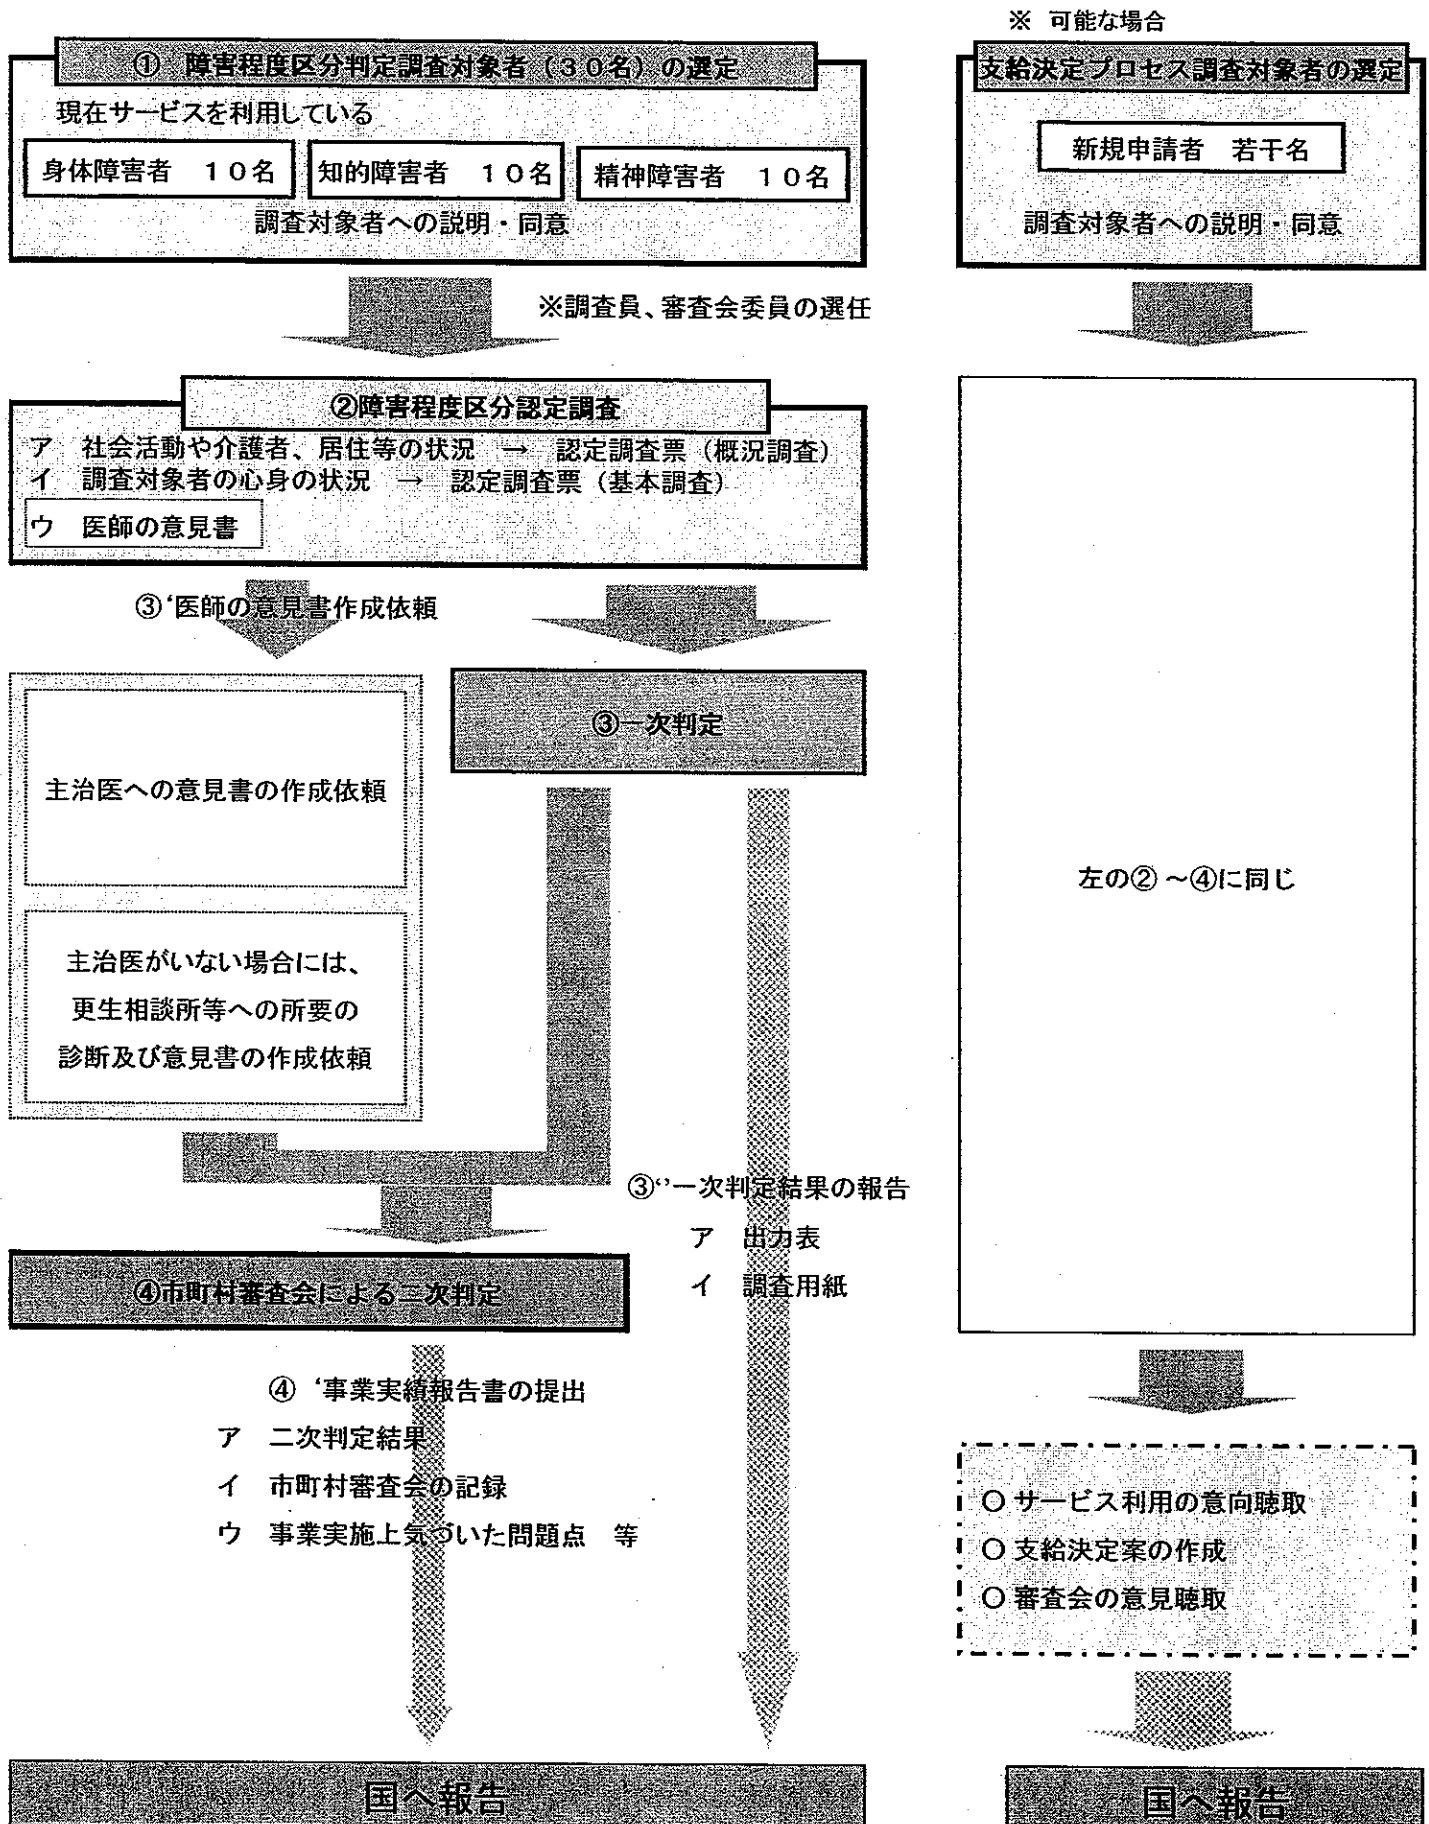 ① 障害程度区分判定調査対象者（３０名）の選定
現在サービスを利用している
身体障害者　１０名
知的障害者　１０名
精神障害者　１０名
調査対象者への説明・同意
※調査員、審査会委員の選任
②障害程度区分認定調査
ア　社会活動や介護者、居住等の状況　→　認定調査票（概況調査）
イ　調査対象者の心身の状況　→　認定調査票（基本調査）
ウ　医師の意見書
③‘医師の意見書作成依頼
主治医への意見書の作成依頼
主治医がいない場合には、
更生相談所等への所要の
診断及び意見書の作成依頼
③一次判定
③‘’一次判定結果の報告
ア　出力表
イ　調査用紙
④市町村審査会による二次判定
④‘事業実績報告書の提出
ア　二次判定結果
イ　市町村審査会の記録
ウ　事業実施上気づいた問題点　等
国へ報告
※ 可能な場合
支給決定プロセス調査対象者の選定
新規申請者　若干名
調査対象者への説明・同意
左の②～④に同じ
○ サービス利用の意向聴取
○ 支給決定案の作成
○ 審査会の意見聴取
国へ報告